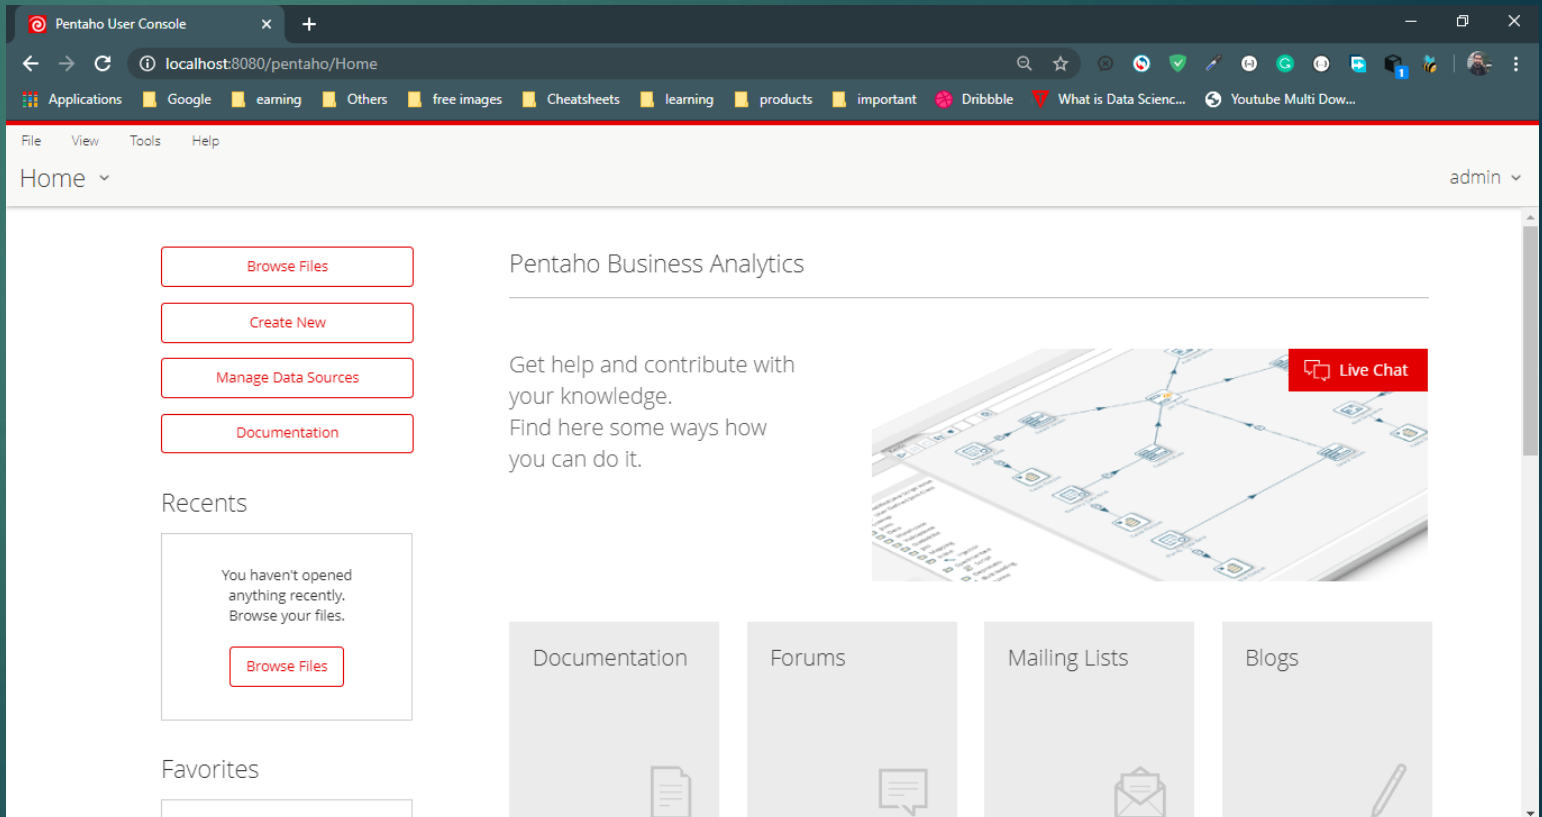 Pentaho User Console
localhost:8080/pentaho/Home
Applications Google earning Others free images Cheatsheets learning products important Dribbble What is Data Scienc... Youtube Multi Dow...
1
File View Tools Help
Home
admin
Browse Files
Create New
Manage Data Sources
Documentation
Recents
You haven't opened
anything recently.
Browse your files.
Browse Files
Favorites
Pentaho Business Analytics
Get help and contribute with
your knowledge.
Find here some ways how
you can do it.
Live Chat
Documentation
Forums
Mailing Lists
Blogs